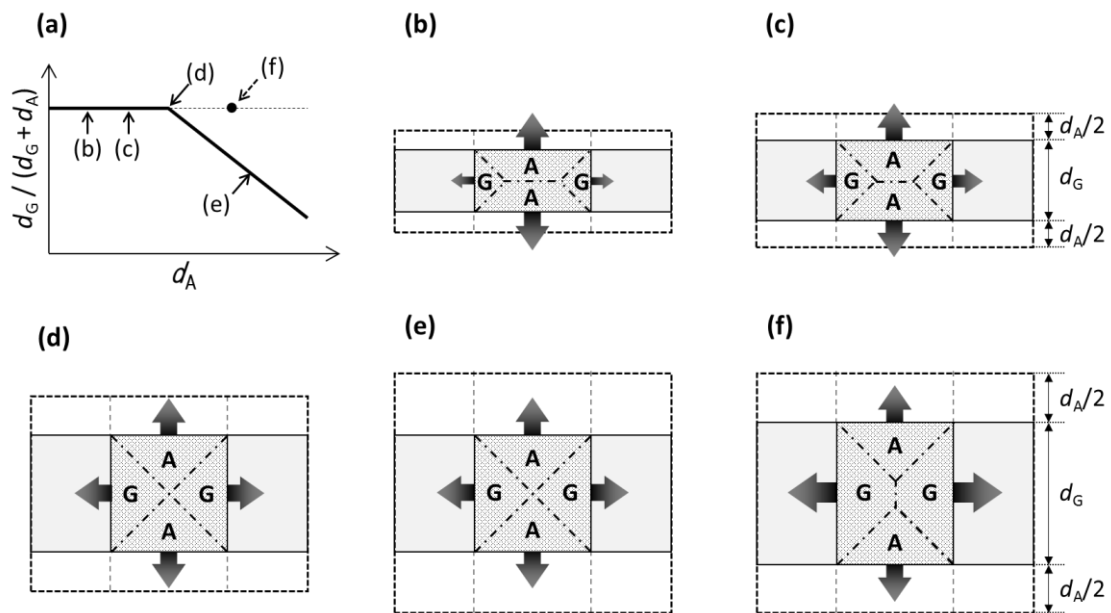 (a)
d_G / (d_G + d_A)
(b)
(c)
(d)
(e)
(f)
d_A
(b)
A
G
G
A
(c)
A
G
G
A
d_A/2
d_G
d_A/2
(d)
A
G
G
A
(e)
A
G
G
A
(f)
A
G
G
A
d_A/2
d_G
d_A/2